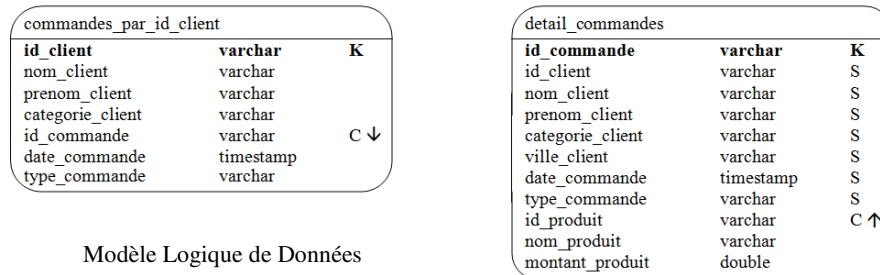 commandes_par_id_client
id_client varchar K
nom_client varchar
prenom_client varchar
categorie_client varchar
id_commande varchar C ↓
date_commande timestamp
type_commande varchar
Modèle Logique de Données
detail_commandes
id_commande varchar K
id_client varchar S
nom_client varchar S
prenom_client varchar S
categorie_client varchar S
ville_client varchar S
date_commande timestamp S
type_commande varchar S
id_produit varchar C ↑
nom_produit varchar
montant_produit double